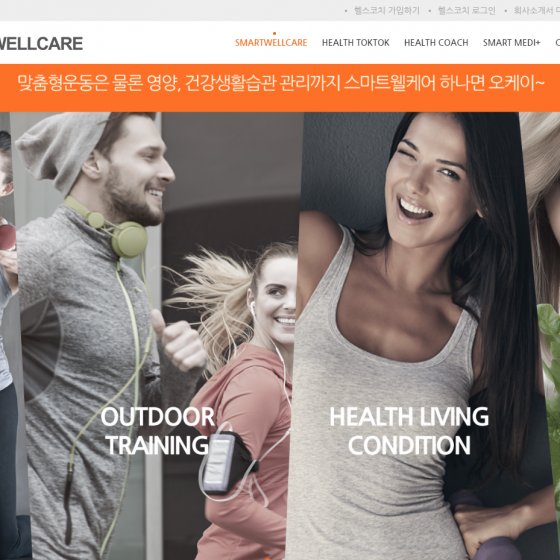 헬스코치 가입하기 • 헬스코치 로그인 • 회사소개서
WELLCARE
SMARTWELLCARE HEALTH TOKTOK HEALTH COACH SMART MEDI+
맞춤형운동은 물론 영양, 건강생활습관 관리까지 스마트웰케어 하나면 오케이~
OUTDOOR
TRAINING
HEALTH LIVING
CONDITION